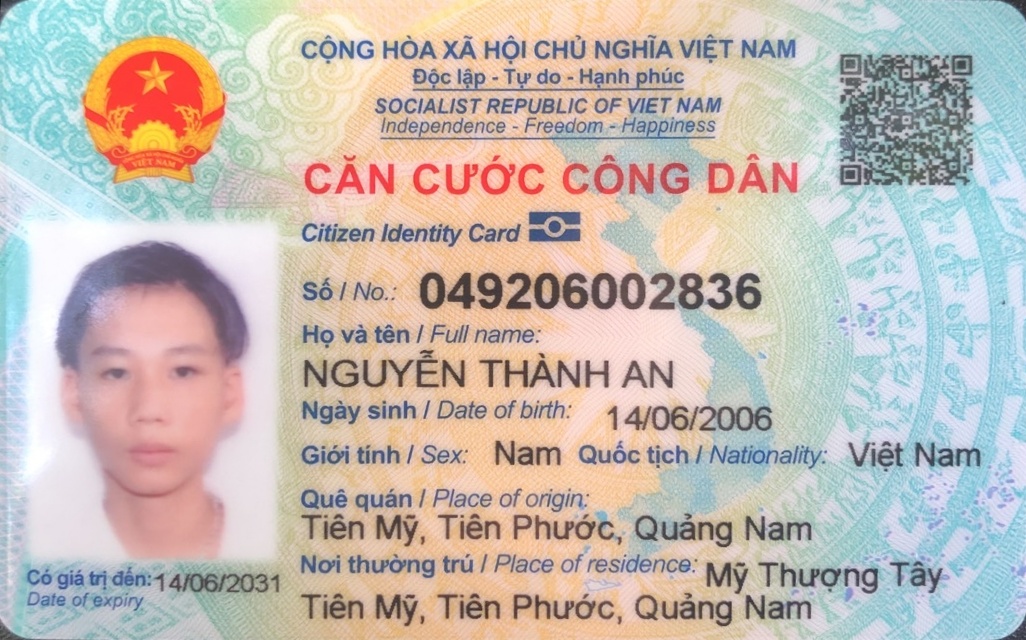 CỘNG HÒA XÃ HỘI CHỦ NGHĨA VIỆT NAM
Độc lập - Tự do - Hạnh phúc
SOCIALIST REPUBLIC OF VIET NAM
Independence - Freedom - Happiness
VIỆT NAM
CĂN CƯỚC CÔNG DÂN
Citizen Identity Card
Số / No.: 049206002836
Họ và tên / Full name:
NGUYỄN THÀNH AN
Ngày sinh / Date of birth: 14/06/2006
Giới tính / Sex: Nam Quốc tịch / Nationality: Việt Nam
Quê quán / Place of origin:
Tiên Mỹ, Tiên Phước, Quảng Nam
Nơi thường trú / Place of residence: Mỹ Thượng Tây
Tiên Mỹ, Tiên Phước, Quảng Nam
Có giá trị đến: 14/06/2031
Date of expiry